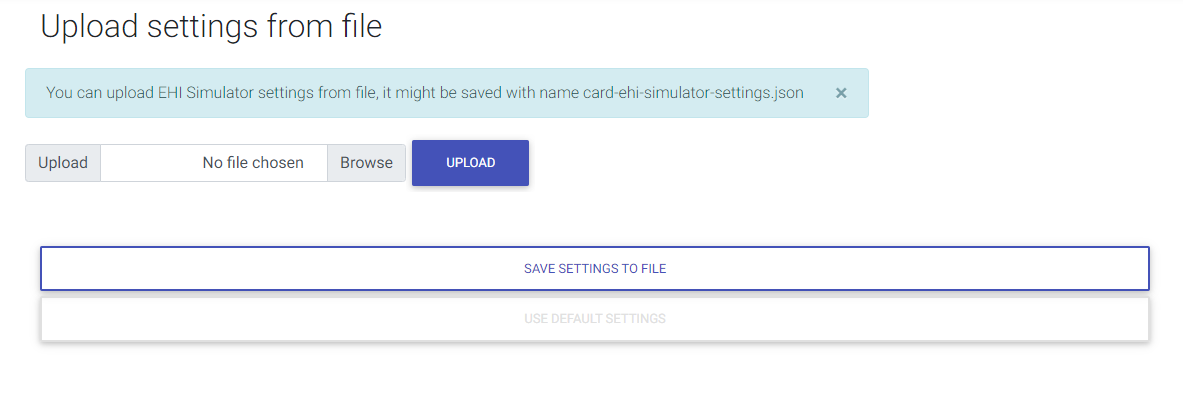 Upload settings from file
You can upload EHI Simulator settings from file, it might be saved with name card-ehi-simulator-settings.json ×
Upload No file chosen Browse UPLOAD
SAVE SETTINGS TO FILE
USE DEFAULT SETTINGS